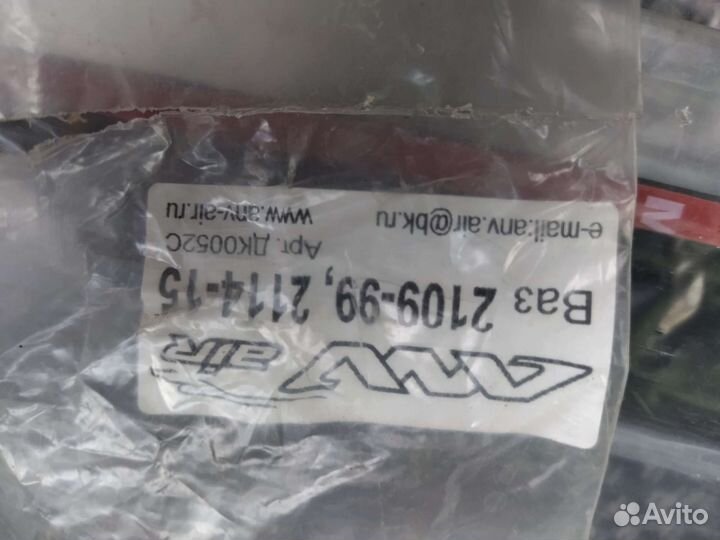 ANV air
Ваз 2109-99, 2114-15
Арт. ДК0052С
e-mail:anv.air@bk.ru www.anv-air.ru
Avito